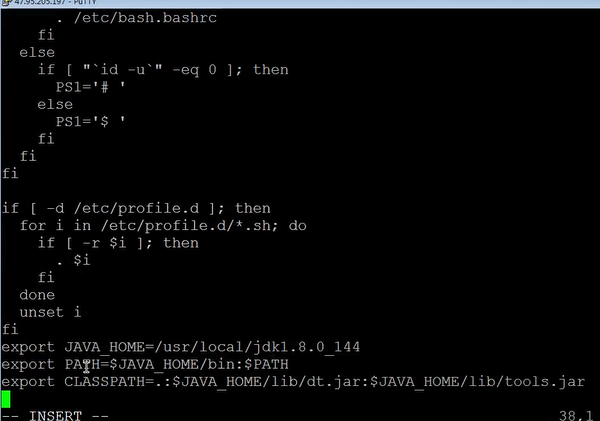 47.95.205.197 - PuTTY
      . /etc/bash.bashrc
    fi
  else
    if [ "`id -u`" -eq 0 ]; then
      PS1='# '
    else
      PS1='$ '
    fi
  fi
fi

if [ -d /etc/profile.d ]; then
  for i in /etc/profile.d/*.sh; do
    if [ -r $i ]; then
      . $i
    fi
  done
  unset i
fi
export JAVA_HOME=/usr/local/jdk1.8.0_144
export PATH=$JAVA_HOME/bin:$PATH
export CLASSPATH=.:$JAVA_HOME/lib/dt.jar:$JAVA_HOME/lib/tools.jar
-- INSERT -- 38,1